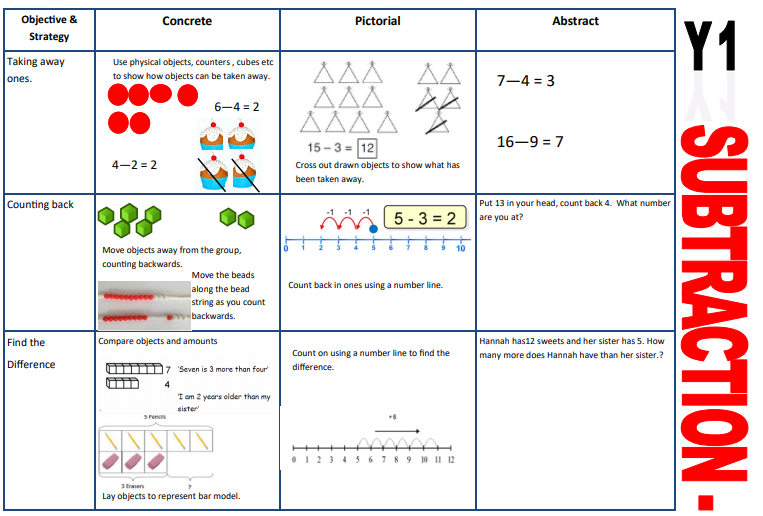 Objective &
Strategy
Concrete
Pictorial
Abstract
Taking away
ones.
Use physical objects, counters , cubes etc
to show how objects can be taken away.
6—4 = 2
4—2 = 2
15 – 3 = 12
Cross out drawn objects to show what has
been taken away.
7—4 = 3
16—9 = 7
Counting back
Move objects away from the group,
counting backwards.
Move the beads
along the bead
string as you count
backwards.
-1 -1 -1
5 - 3 = 2
0 1 2 3 4 5 6 7 8 9 10
Count back in ones using a number line.
Put 13 in your head, count back 4. What number
are you at?
Find the
Difference
Compare objects and amounts
7 'Seven is 3 more than four'
4
'I am 2 years older than my
sister'
5 Pencils
3 Erasers ?
Lay objects to represent bar model.
Count on using a number line to find the
difference.
+6
0 1 2 3 4 5 6 7 8 9 10 11 12
Hannah has12 sweets and her sister has 5. How
many more does Hannah have than her sister.?
Y1
SUBTRACTION -